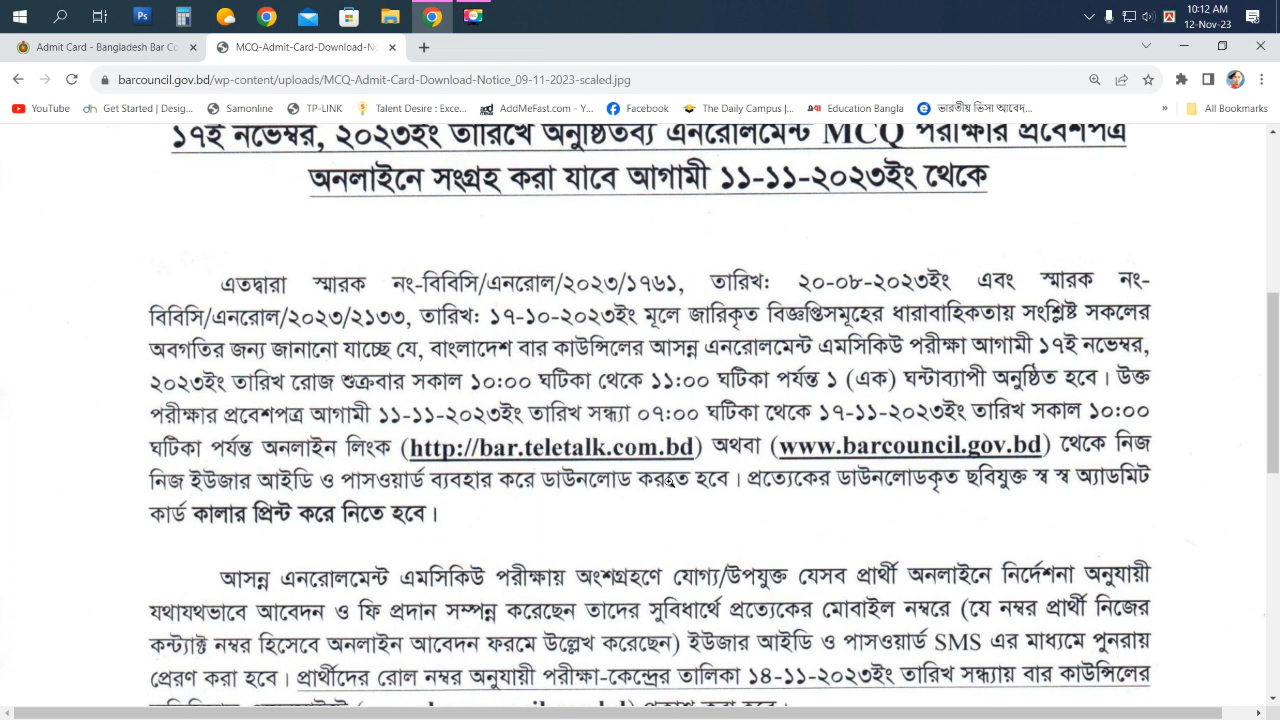 10:12 AM
12-Nov-23
Admit Card - Bangladesh Bar Co
MCQ-Admit-Card-Download-No
barcouncil.gov.bd/wp-content/uploads/MCQ-Admit-Card-Download-Notice_09-11-2023-scaled.jpg
YouTube Get Started | Desig... Samonline TP-LINK Talent Desire : Exce... AddMeFast.com - Y... Facebook The Daily Campus |... Education Bangla ভারতীয় ভিসা আবেদ... » All Bookmarks
১৭ই নভেম্বর, ২০২৩ইং তারিখে অনুষ্ঠিতব্য এনরোলমেন্ট MCQ পরীক্ষার প্রবেশপত্র
অনলাইনে সংগ্রহ করা যাবে আগামী ১১-১১-২০২৩ইং থেকে
এতদ্বারা স্মারক নং-বিবিসি/এনরোল/২০২৩/১৭৬১, তারিখ: ২০-০৮-২০২৩ইং এবং স্মারক নং-
বিবিসি/এনরোল/২০২৩/২১৩৩, তারিখ: ১৭-১০-২০২৩ইং মূলে জারিকৃত বিজ্ঞপ্তিসমূহের ধারাবাহিকতায় সংশ্লিষ্ট সকলের
অবগতির জন্য জানানো যাচ্ছে যে, বাংলাদেশ বার কাউন্সিলের আসন্ন এনরোলমেন্ট এমসিকিউ পরীক্ষা আগামী ১৭ই নভেম্বর,
২০২৩ইং তারিখ রোজ শুক্রবার সকাল ১০:০০ ঘটিকা থেকে ১১:০০ ঘটিকা পর্যন্ত ১ (এক) ঘন্টাব্যাপী অনুষ্ঠিত হবে। উক্ত
পরীক্ষার প্রবেশপত্র আগামী ১১-১১-২০২৩ইং তারিখ সন্ধ্যা ০৭:০০ ঘটিকা থেকে ১৭-১১-২০২৩ইং তারিখ সকাল ১০:০০
ঘটিকা পর্যন্ত অনলাইন লিংক (http://bar.teletalk.com.bd) অথবা (www.barcouncil.gov.bd) থেকে নিজ
নিজ ইউজার আইডি ও পাসওয়ার্ড ব্যবহার করে ডাউনলোড করতে হবে। প্রত্যেকের ডাউনলোডকৃত ছবিযুক্ত স্ব স্ব অ্যাডমিট
কার্ড কালার প্রিন্ট করে নিতে হবে।
আসন্ন এনরোলমেন্ট এমসিকিউ পরীক্ষায় অংশগ্রহণে যোগ্য/উপযুক্ত যেসব প্রার্থী অনলাইনে নির্দেশনা অনুযায়ী
যথাযথভাবে আবেদন ও ফি প্রদান সম্পন্ন করেছেন তাদের সুবিধার্থে প্রত্যেকের মোবাইল নম্বরে (যে নম্বর প্রার্থী নিজের
কন্ট্যাক্ট নম্বর হিসেবে অনলাইন আবেদন ফরমে উল্লেখ করেছেন) ইউজার আইডি ও পাসওয়ার্ড SMS এর মাধ্যমে পুনরায়
প্রেরণ করা হবে। প্রার্থীদের রোল নম্বর অনুযায়ী পরীক্ষা-কেন্দ্রের তালিকা ১৪-১১-২০২৩ইং তারিখ সন্ধ্যায় বার কাউন্সিলের